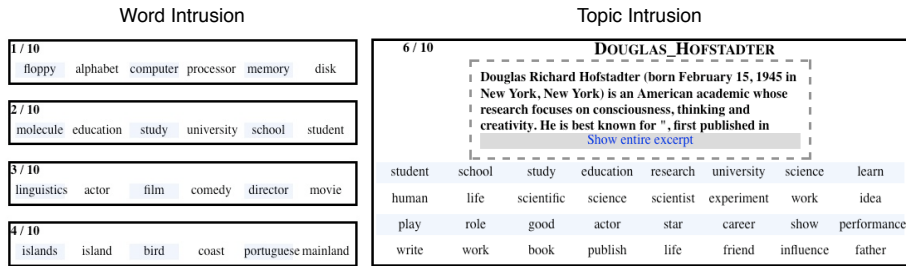 Word Intrusion
1 / 10
floppy alphabet computer processor memory disk
2 / 10
molecule education study university school student
3 / 10
linguistics actor film comedy director movie
4 / 10
islands island bird coast portuguese mainland
Topic Intrusion
6 / 10 DOUGLAS_HOFSTADTER
Douglas Richard Hofstadter (born February 15, 1945 in
New York, New York) is an American academic whose
research focuses on consciousness, thinking and
creativity. He is best known for ", first published in
Show entire excerpt
student school study education research university science learn
human life scientific science scientist experiment work idea
play role good actor star career show performance
write work book publish life friend influence father